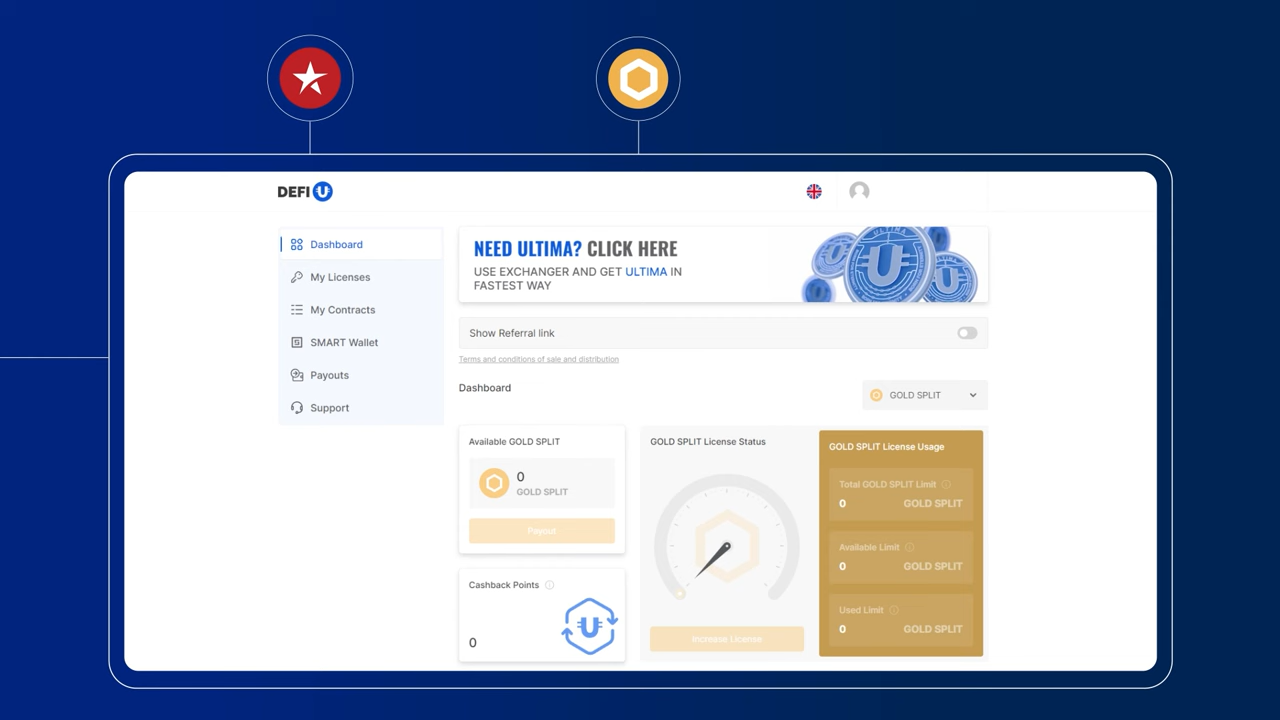 DEFI U
Dashboard
My Licenses
My Contracts
SMART Wallet
Payouts
Support
NEED ULTIMA? CLICK HERE
USE EXCHANGER AND GET ULTIMA IN
FASTEST WAY
ULTIMA
Show Referral link
Terms and conditions of sale and distribution
Dashboard
GOLD SPLIT
Available GOLD SPLIT
0
GOLD SPLIT
Payout
Cashback Points
0
GOLD SPLIT License Status
Increase License
GOLD SPLIT License Usage
Total GOLD SPLIT Limit
0 GOLD SPLIT
Available Limit
0 GOLD SPLIT
Used Limit
0 GOLD SPLIT